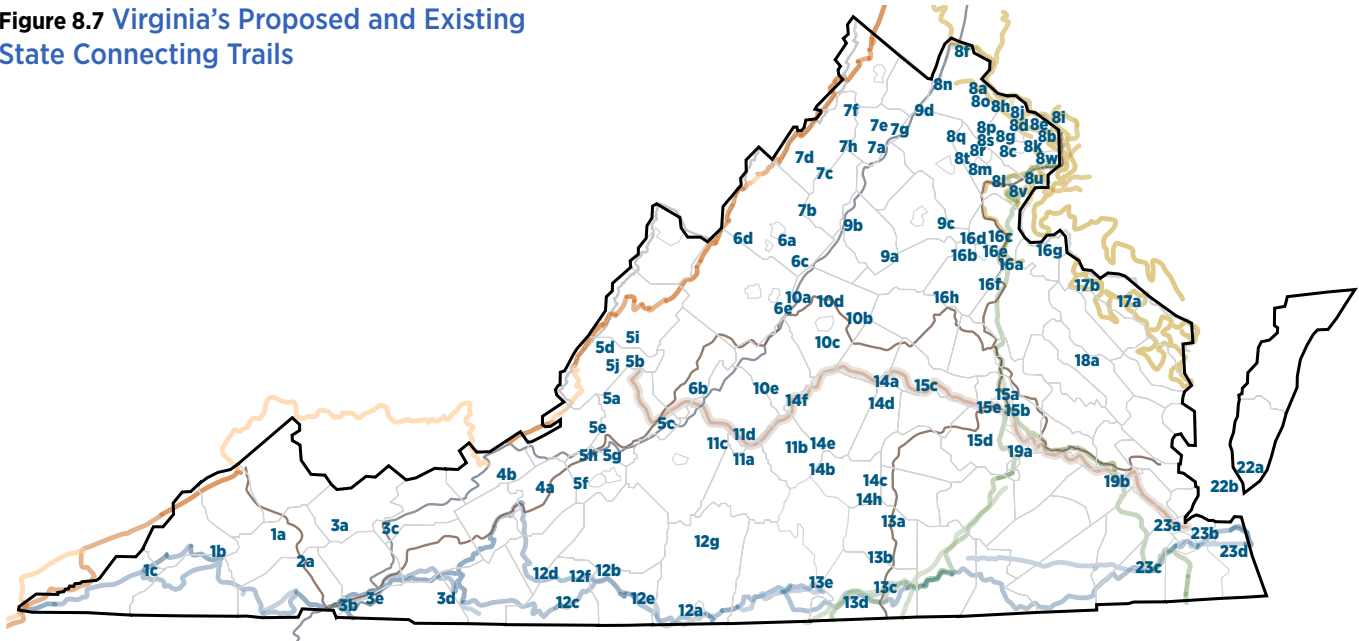 Figure 8.7 Virginia's Proposed and Existing
State Connecting Trails
8f
8n
8a
8o
8h
8j
8i
7f
9d
8d
8e
7e
7g
8p
8g
8b
8q
8s
8k
7h
7a
8r
8c
7d
8t
8w
7c
8m
8l
8u
8v
7b
9b
9c
6d
6a
16d
16c
16e
16g
6c
9a
16b
16a
17b
16f
10a
10d
16h
17a
6e
10b
5i
5d
10c
5j
5b
18a
6b
10e
14a
15c
5a
14f
14d
15a
15e
15b
5c
5e
11d
11c
11b
14e
15d
5h
5g
11a
19a
4b
14b
22a
4a
5f
14c
19b
22b
14h
3a
3c
13a
23a
23b
1a
12g
1b
13b
23d
2a
1c
12d
12f
12b
23c
13e
13c
3b
3e
3d
12c
12e
12a
13d